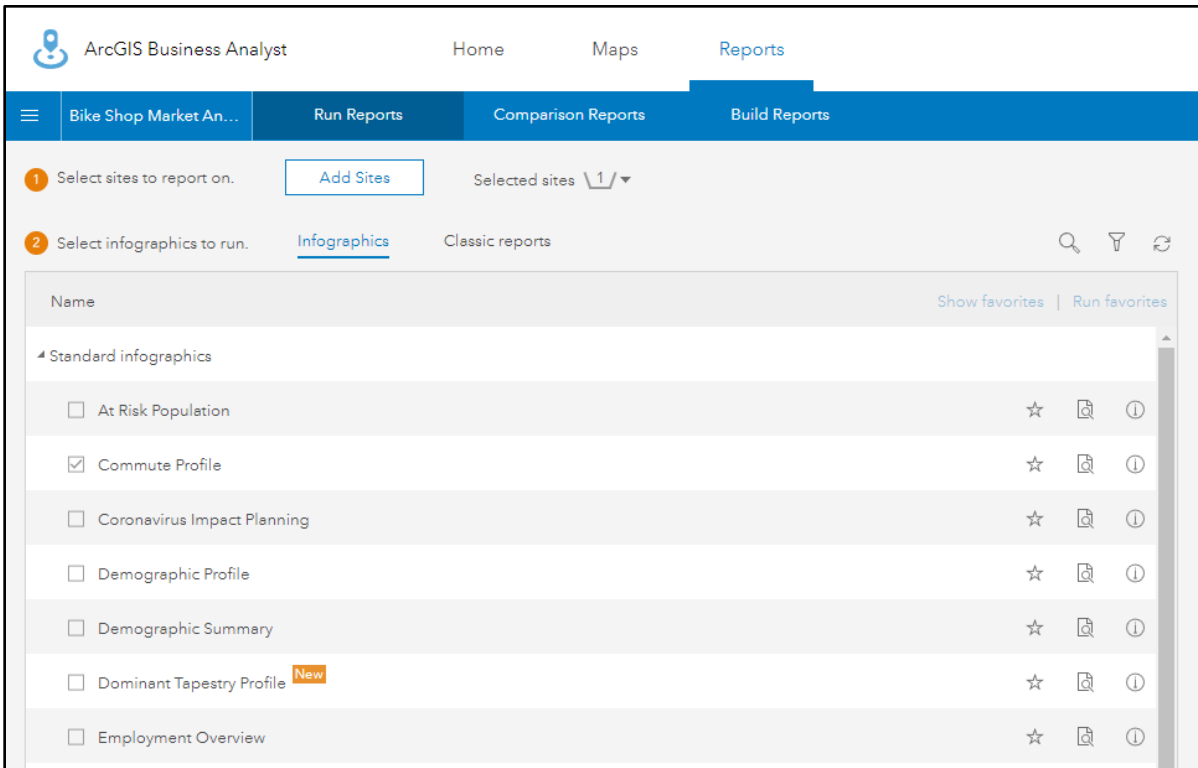 ArcGIS Business Analyst Home Maps Reports
Bike Shop Market An... Run Reports Comparison Reports Build Reports
1 Select sites to report on. Add Sites Selected sites 1
2 Select infographics to run. Infographics Classic reports
Name Show favorites | Run favorites
Standard infographics
At Risk Population
Commute Profile
Coronavirus Impact Planning
Demographic Profile
Demographic Summary
Dominant Tapestry Profile New
Employment Overview